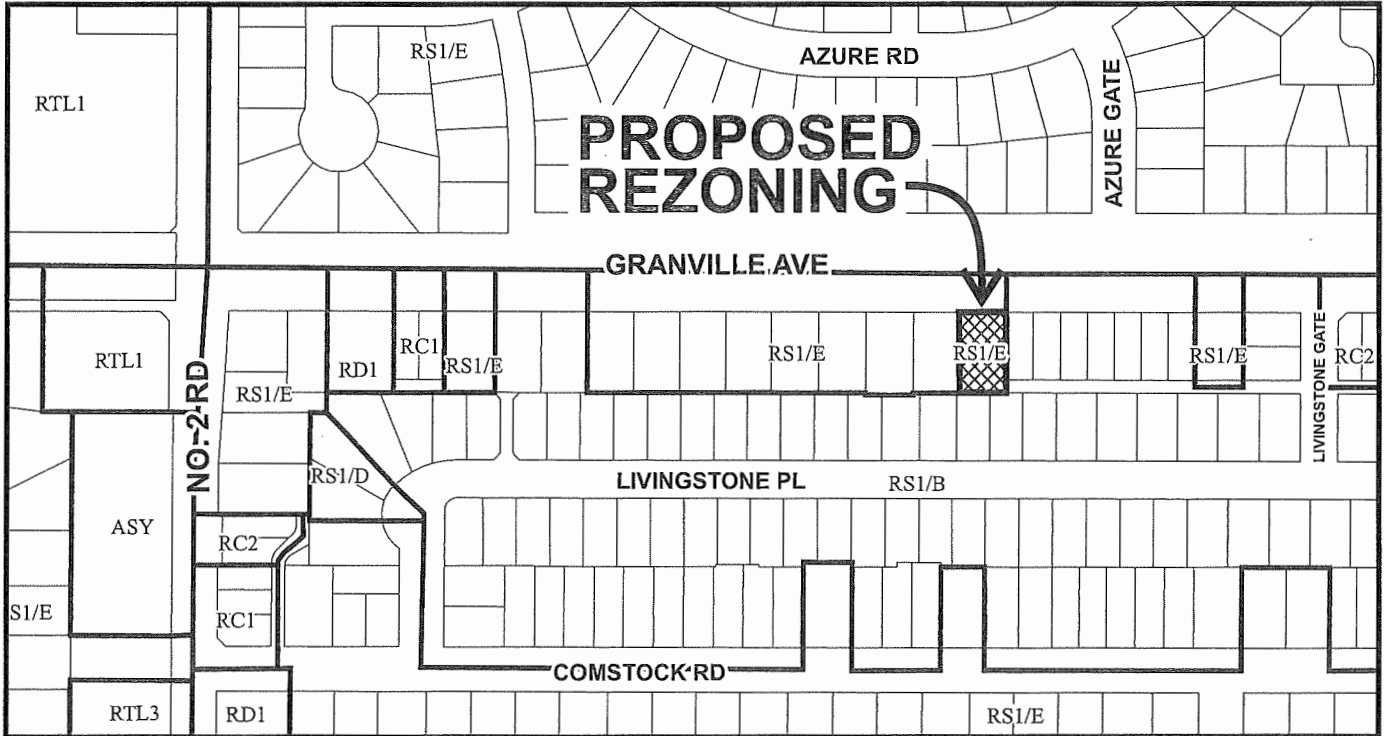 RS1/E
AZURE RD
RTL1
AZURE GATE
PROPOSED
REZONING
GRANVILLE AVE
RTL1
NO. 2 RD
RS1/E
RD1
RC1
RS1/E
RS1/E
RS1/E
RS1/E
LIVINGSTONE GATE
RC2
RS1/D
LIVINGSTONE PL
RS1/B
ASY
RC2
S1/E
RC1
COMSTOCK RD
RTL3
RD1
RS1/E